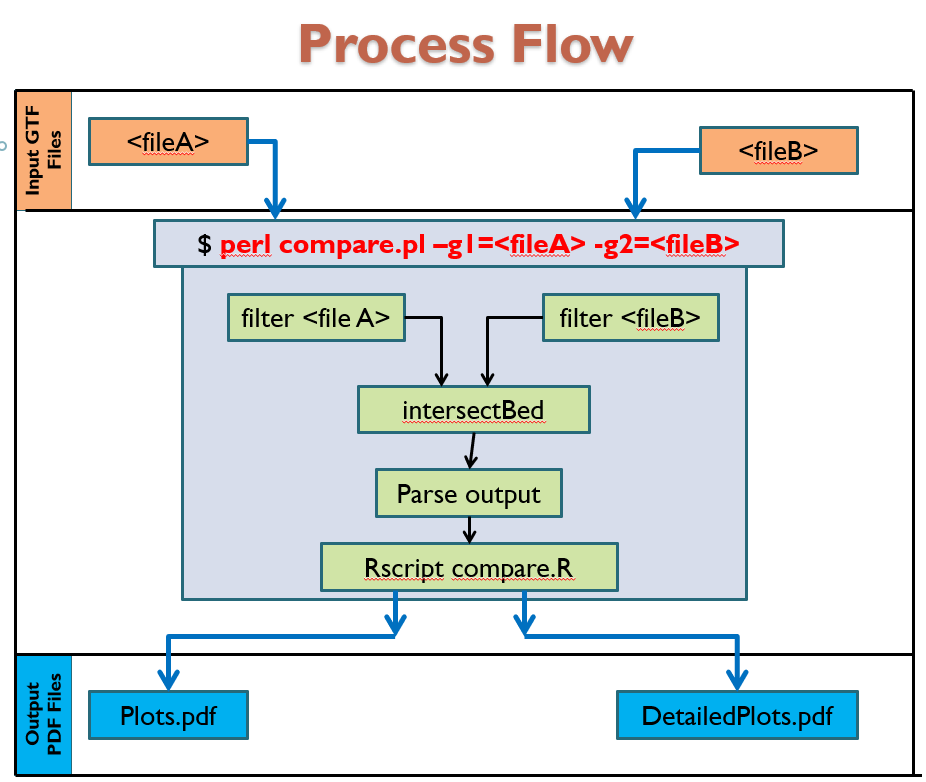 Process Flow
Input GTF
Files
<fileA>
<fileB>
$ perl compare.pl –g1=<fileA> -g2=<fileB>
filter <file A>
filter <fileB>
intersectBed
Parse output
Rscript compare.R
Output
PDF Files
Plots.pdf
DetailedPlots.pdf